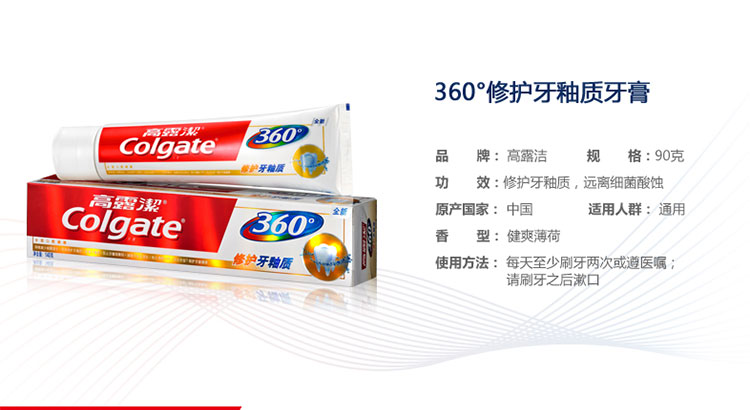 360°修护牙釉质牙膏
品 牌： 高露洁 规 格：90克
功 效：修护牙釉质，远离细菌酸蚀
原产国家： 中国 适用人群： 通用
香 型： 健爽薄荷
使用方法： 每天至少刷牙两次或遵医嘱；
请刷牙之后漱口
高露潔®
Colgate®
360°
全新
修护牙釉质
高露潔®
Colgate®
360°
全新
修护牙釉质